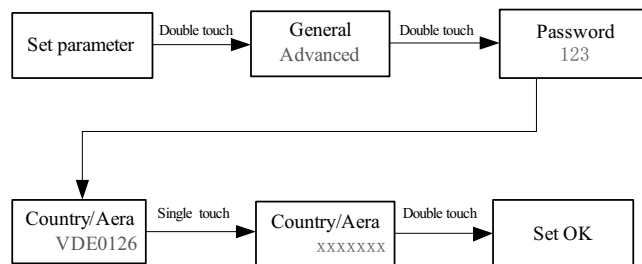 Set parameter
Double touch
General
Advanced
Double touch
Password
123
Country/Aera
VDE0126
Single touch
Country/Aera
xxxxxxx
Double touch
Set OK